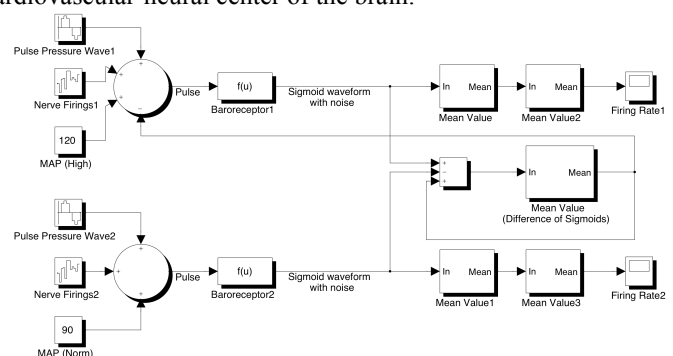 ardiovascular neural center of the brain.
Pulse Pressure Wave1
Nerve Firings1
120
MAP (High)
+
+
+
−
Pulse
f(u)
Baroreceptor1
Sigmoid waveform
with noise
In Mean
Mean Value
In Mean
Mean Value2
Firing Rate1
+
−
+
In Mean
Mean Value
(Difference of Sigmoids)
Pulse Pressure Wave2
Nerve Firings2
90
MAP (Norm)
+
+
+
Pulse
f(u)
Baroreceptor2
Sigmoid waveform
with noise
In Mean
Mean Value1
In Mean
Mean Value3
Firing Rate2